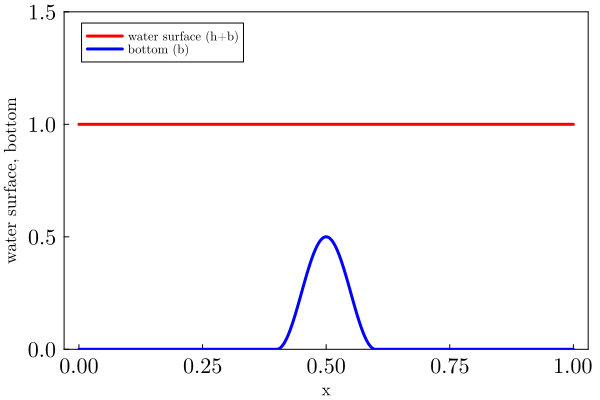 1.5
water surface (h+b)
bottom (b)
1.0
0.5
0.0
water surface, bottom
0.00 0.25 0.50 0.75 1.00
x